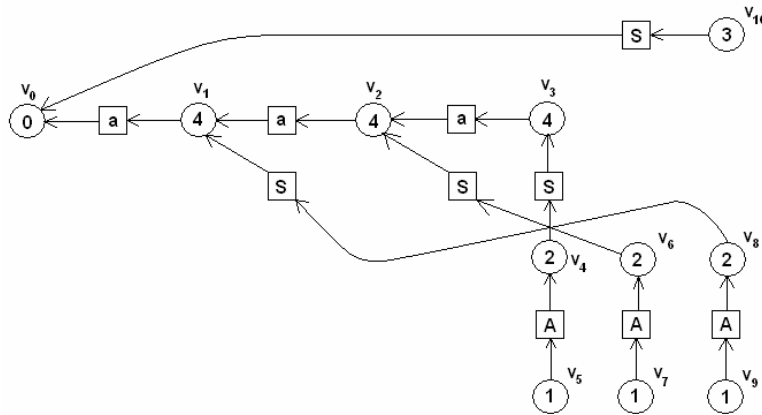 S 3 V10
V0 V1 V2 V3
0 a 4 a 4 a 4
S S S
2 V4 2 V6 2 V8
A A A
1 V5 1 V7 1 V9